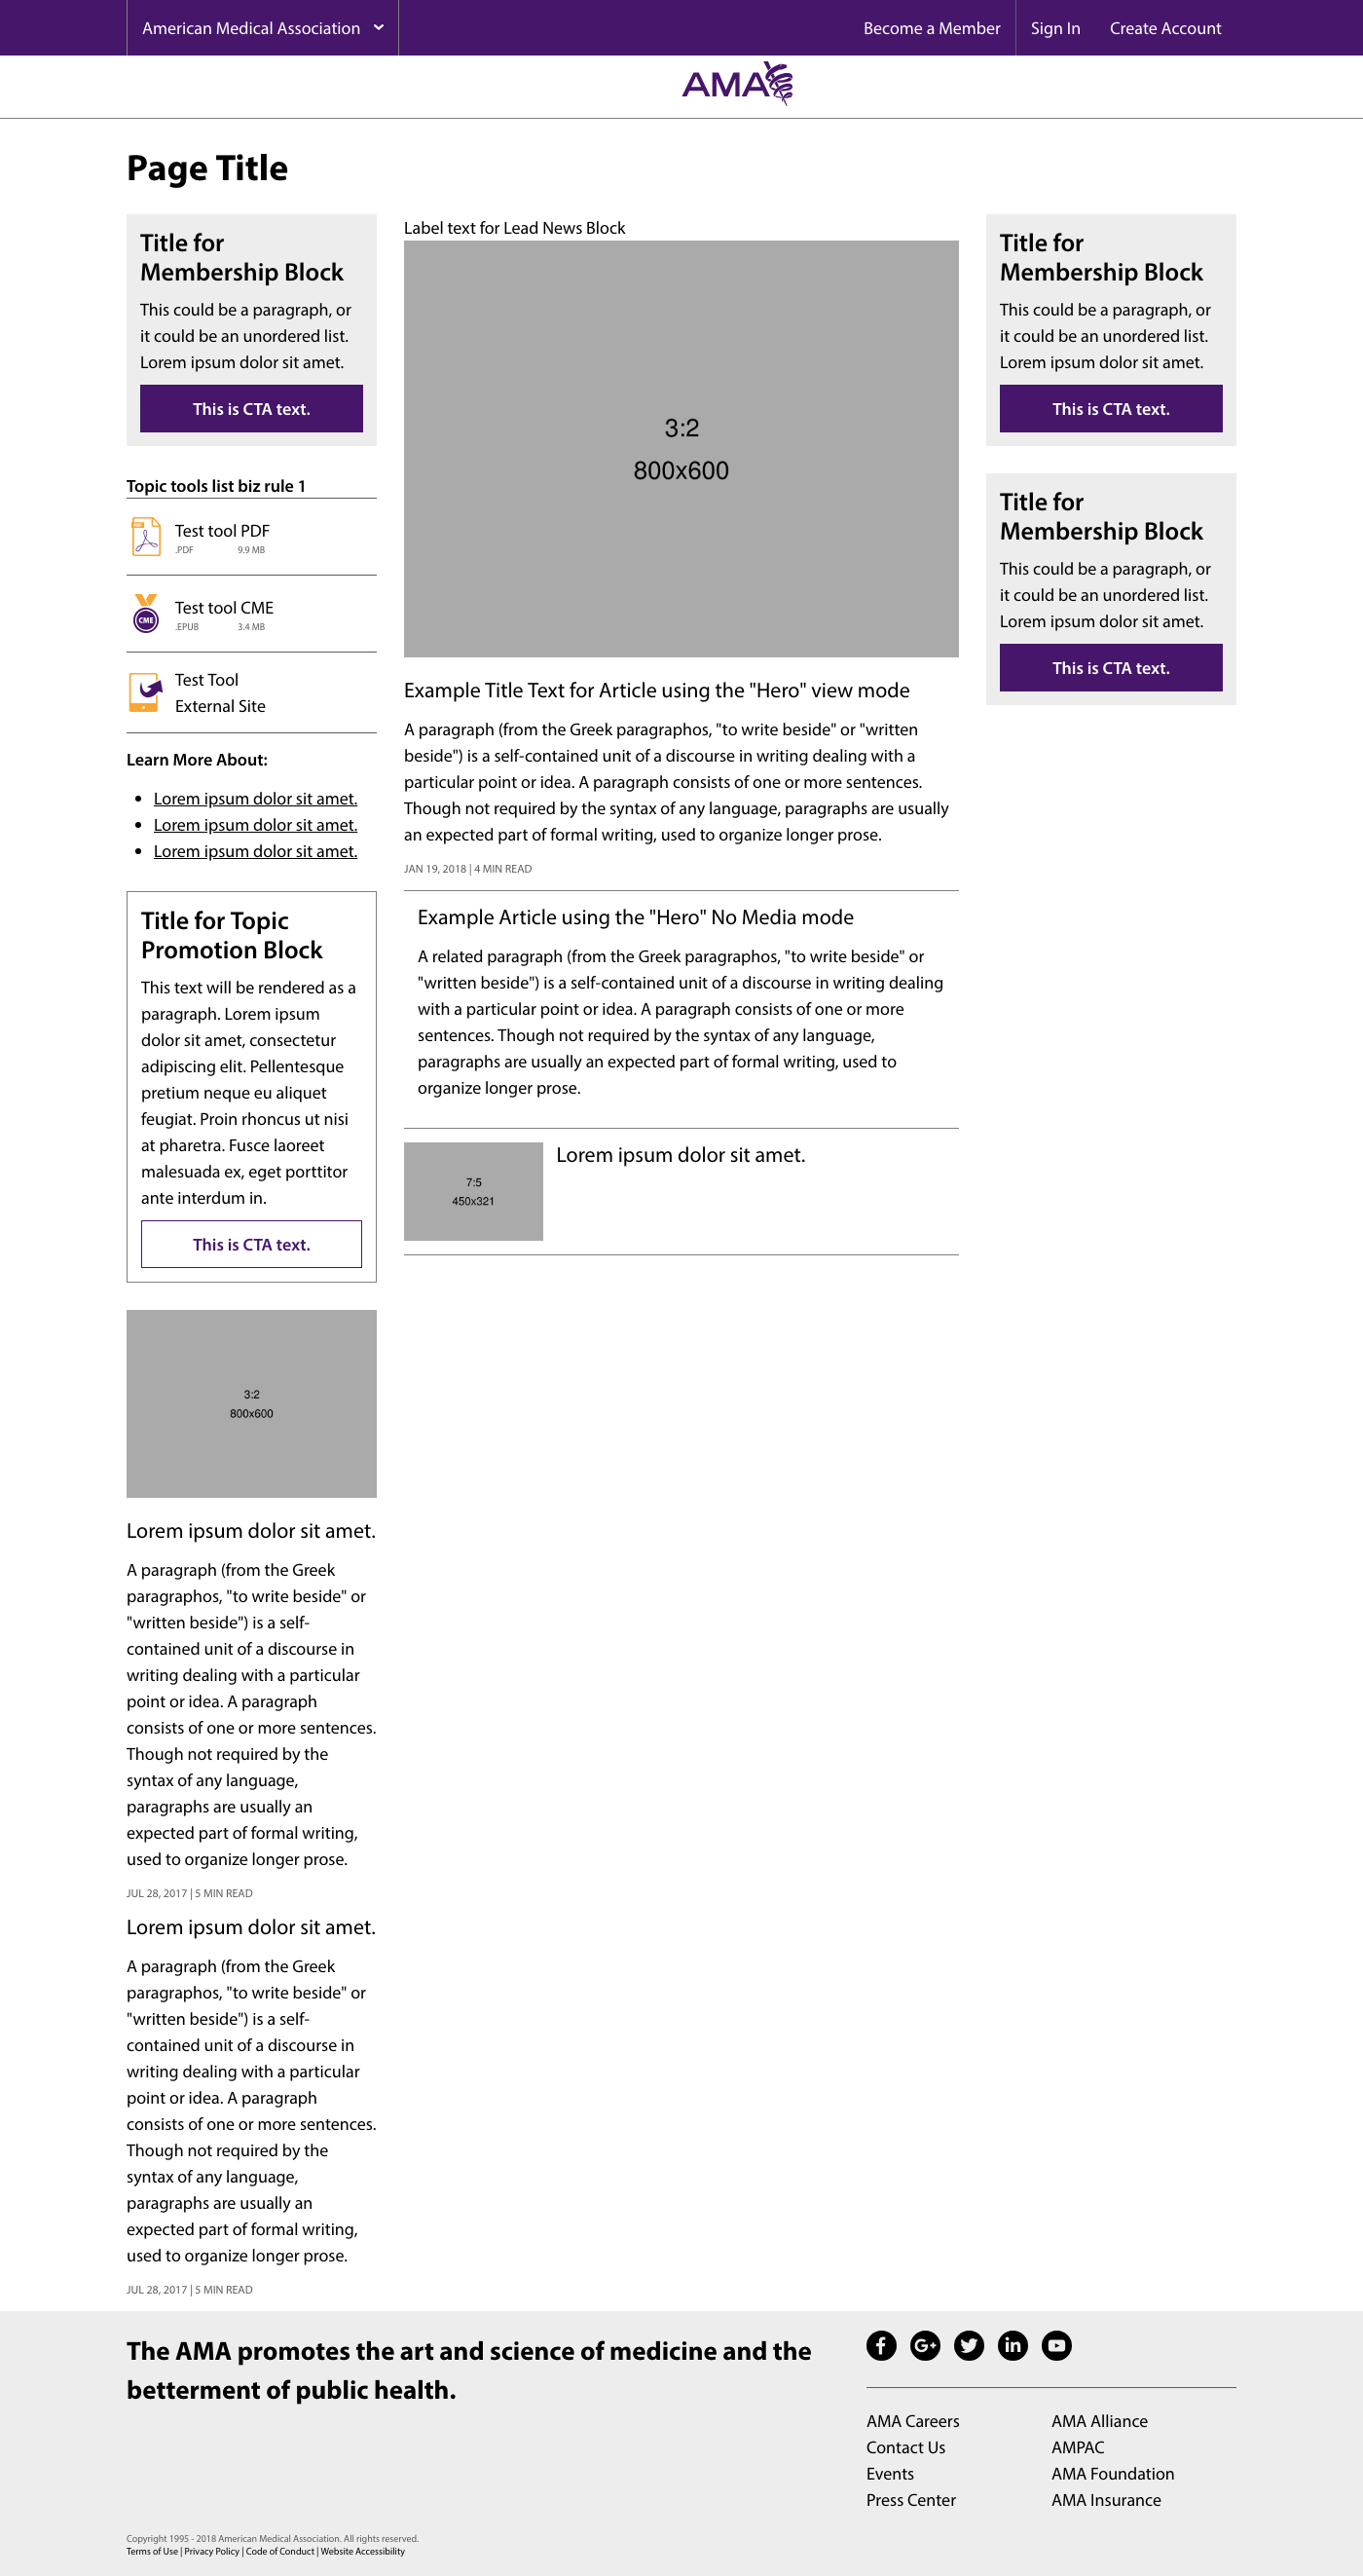 American Medical Association
Become a Member
Sign In
Create Account
AMA
Page Title
Title for
Membership Block
This could be a paragraph, or
it could be an unordered list.
Lorem ipsum dolor sit amet.
This is CTA text.
Topic tools list biz rule 1
Test tool PDF
.PDF 9.9 MB
CME
Test tool CME
.EPUB 3.4 MB
Test Tool
External Site
Learn More About:
Lorem ipsum dolor sit amet.
Lorem ipsum dolor sit amet.
Lorem ipsum dolor sit amet.
Title for Topic
Promotion Block
This text will be rendered as a
paragraph. Lorem ipsum
dolor sit amet, consectetur
adipiscing elit. Pellentesque
pretium neque eu aliquet
feugiat. Proin rhoncus ut nisi
at pharetra. Fusce laoreet
malesuada ex, eget porttitor
ante interdum in.
This is CTA text.
3:2
800x600
Lorem ipsum dolor sit amet.
A paragraph (from the Greek
paragraphos, "to write beside" or
"written beside") is a self-
contained unit of a discourse in
writing dealing with a particular
point or idea. A paragraph
consists of one or more sentences.
Though not required by the
syntax of any language,
paragraphs are usually an
expected part of formal writing,
used to organize longer prose.
JUL 28, 2017 | 5 MIN READ
Lorem ipsum dolor sit amet.
A paragraph (from the Greek
paragraphos, "to write beside" or
"written beside") is a self-
contained unit of a discourse in
writing dealing with a particular
point or idea. A paragraph
consists of one or more sentences.
Though not required by the
syntax of any language,
paragraphs are usually an
expected part of formal writing,
used to organize longer prose.
JUL 28, 2017 | 5 MIN READ
Label text for Lead News Block
3:2
800x600
Example Title Text for Article using the "Hero" view mode
A paragraph (from the Greek paragraphos, "to write beside" or "written
beside") is a self-contained unit of a discourse in writing dealing with a
particular point or idea. A paragraph consists of one or more sentences.
Though not required by the syntax of any language, paragraphs are usually
an expected part of formal writing, used to organize longer prose.
JAN 19, 2018 | 4 MIN READ
Example Article using the "Hero" No Media mode
A related paragraph (from the Greek paragraphos, "to write beside" or
"written beside") is a self-contained unit of a discourse in writing dealing
with a particular point or idea. A paragraph consists of one or more
sentences. Though not required by the syntax of any language,
paragraphs are usually an expected part of formal writing, used to
organize longer prose.
7:5
450x321
Lorem ipsum dolor sit amet.
Title for
Membership Block
This could be a paragraph, or
it could be an unordered list.
Lorem ipsum dolor sit amet.
This is CTA text.
Title for
Membership Block
This could be a paragraph, or
it could be an unordered list.
Lorem ipsum dolor sit amet.
This is CTA text.
The AMA promotes the art and science of medicine and the
betterment of public health.
AMA Careers
Contact Us
Events
Press Center
AMA Alliance
AMPAC
AMA Foundation
AMA Insurance
Copyright 1995 - 2018 American Medical Association. All rights reserved.
Terms of Use | Privacy Policy | Code of Conduct | Website Accessibility